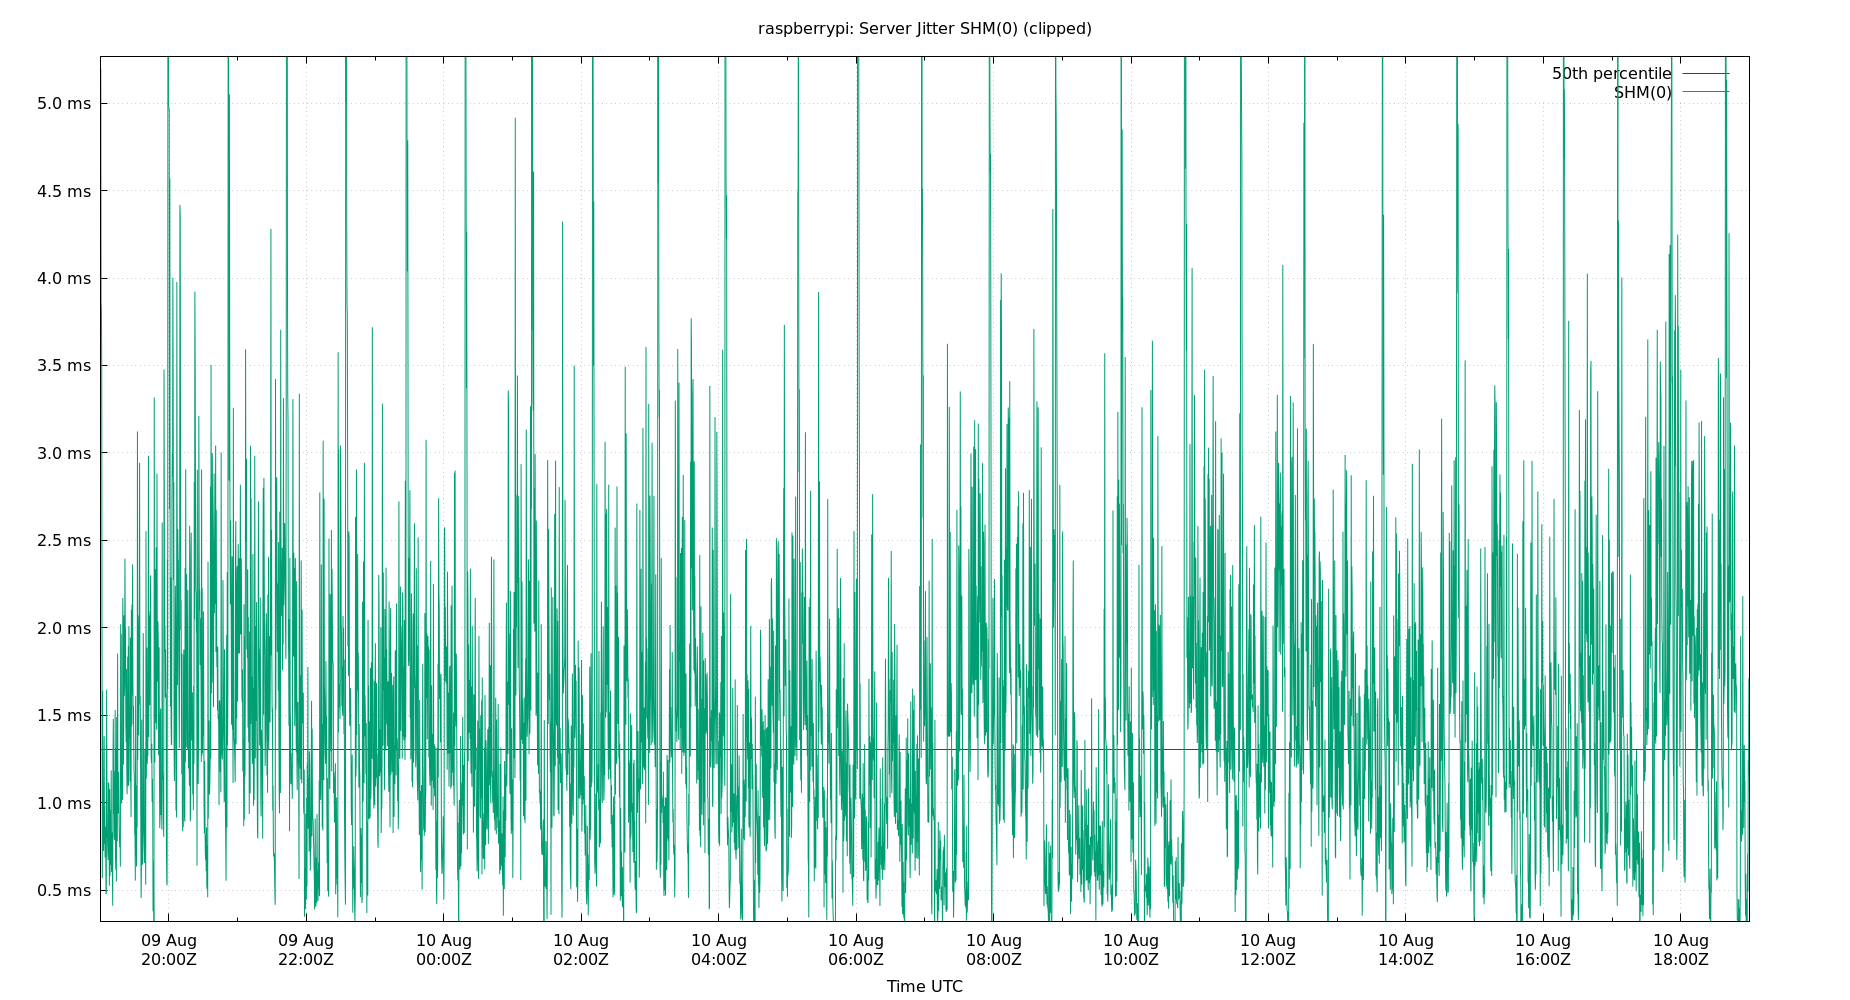 raspberrypi: Server Jitter SHM(0) (clipped)
50th percentile
SHM(0)
5.0 ms
4.5 ms
4.0 ms
3.5 ms
3.0 ms
2.5 ms
2.0 ms
1.5 ms
1.0 ms
0.5 ms
09 Aug 09 Aug 10 Aug 10 Aug 10 Aug 10 Aug 10 Aug 10 Aug 10 Aug 10 Aug 10 Aug 10 Aug
20:00Z 22:00Z 00:00Z 02:00Z 04:00Z 06:00Z 08:00Z 10:00Z 12:00Z 14:00Z 16:00Z 18:00Z
Time UTC